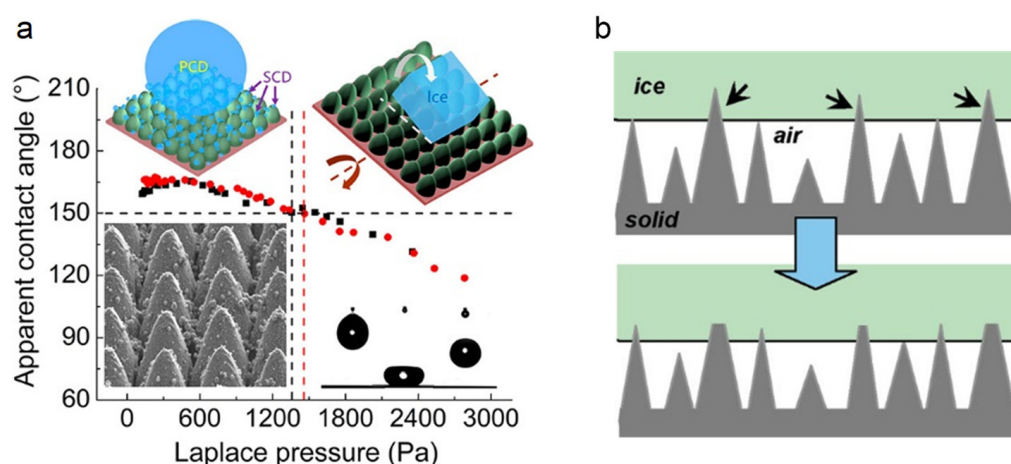 a
PCD
SCD
Ice
Apparent contact angle (°)
210
180
150
120
90
60
0
600
1200
1800
2400
3000
Laplace pressure (Pa)
b
ice
air
solid